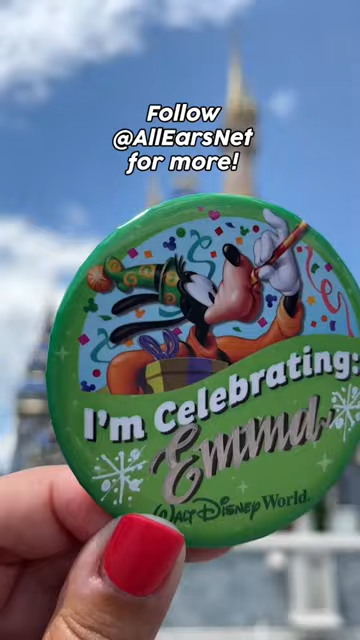 Follow
@AllEarsNet
for more!
I'm Celebrating:
Emma
Walt Disney World.